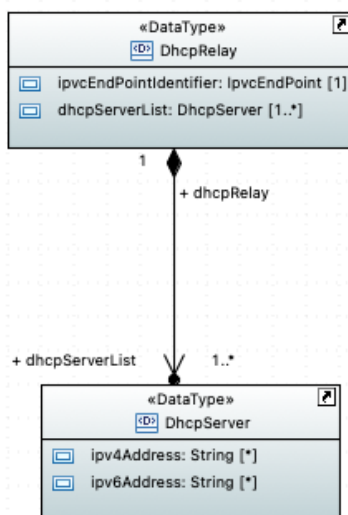 «DataType»
<D> DhcpRelay
ipvcEndPointIdentifier: IpvcEndPoint [1]
dhcpServerList: DhcpServer [1..*]
1
+ dhcpRelay
+ dhcpServerList 1..*
«DataType»
<D> DhcpServer
ipv4Address: String [*]
ipv6Address: String [*]